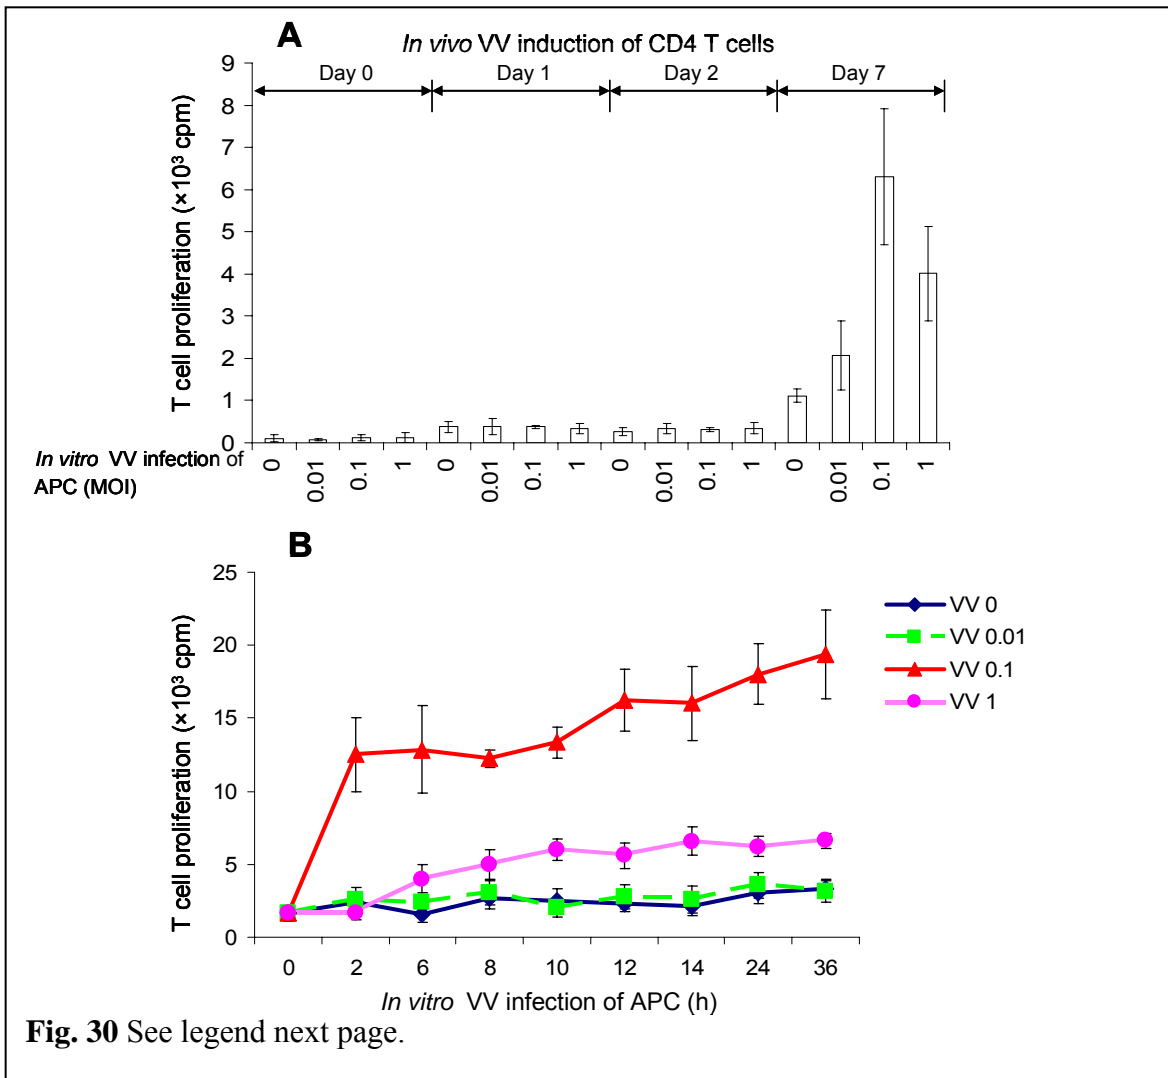 A
In vivo VV induction of CD4 T cells
Day 0 Day 1 Day 2 Day 7
T cell proliferation (×10³ cpm)
9
8
7
6
5
4
3
2
1
0
In vitro VV infection of
APC (MOI)
0 0.01 0.1 1 0 0.01 0.1 1 0 0.01 0.1 1 0 0.01 0.1 1
B
T cell proliferation (×10³ cpm)
25
20
15
10
5
0
VV 0
VV 0.01
VV 0.1
VV 1
0 2 6 8 10 12 14 24 36
In vitro VV infection of APC (h)
Fig. 30 See legend next page.